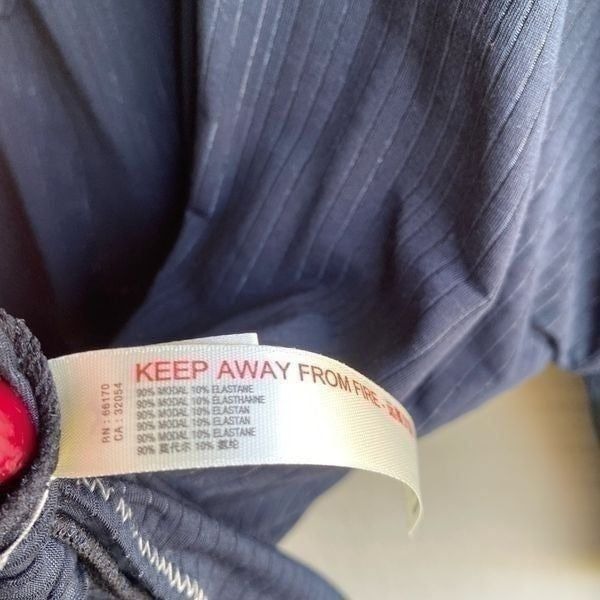 KEEP AWAY FROM FIRE -
RN: 66170
CA: 32054
90% MODAL 10% ELASTANE
90% MODAL 10% ÉLASTHANNE
90% MODAL 10% ELASTAN
90% MODAL 10% ELASTAN
90% MODAL 10% ELASTANE
90% 莫代尔 10% 氨纶